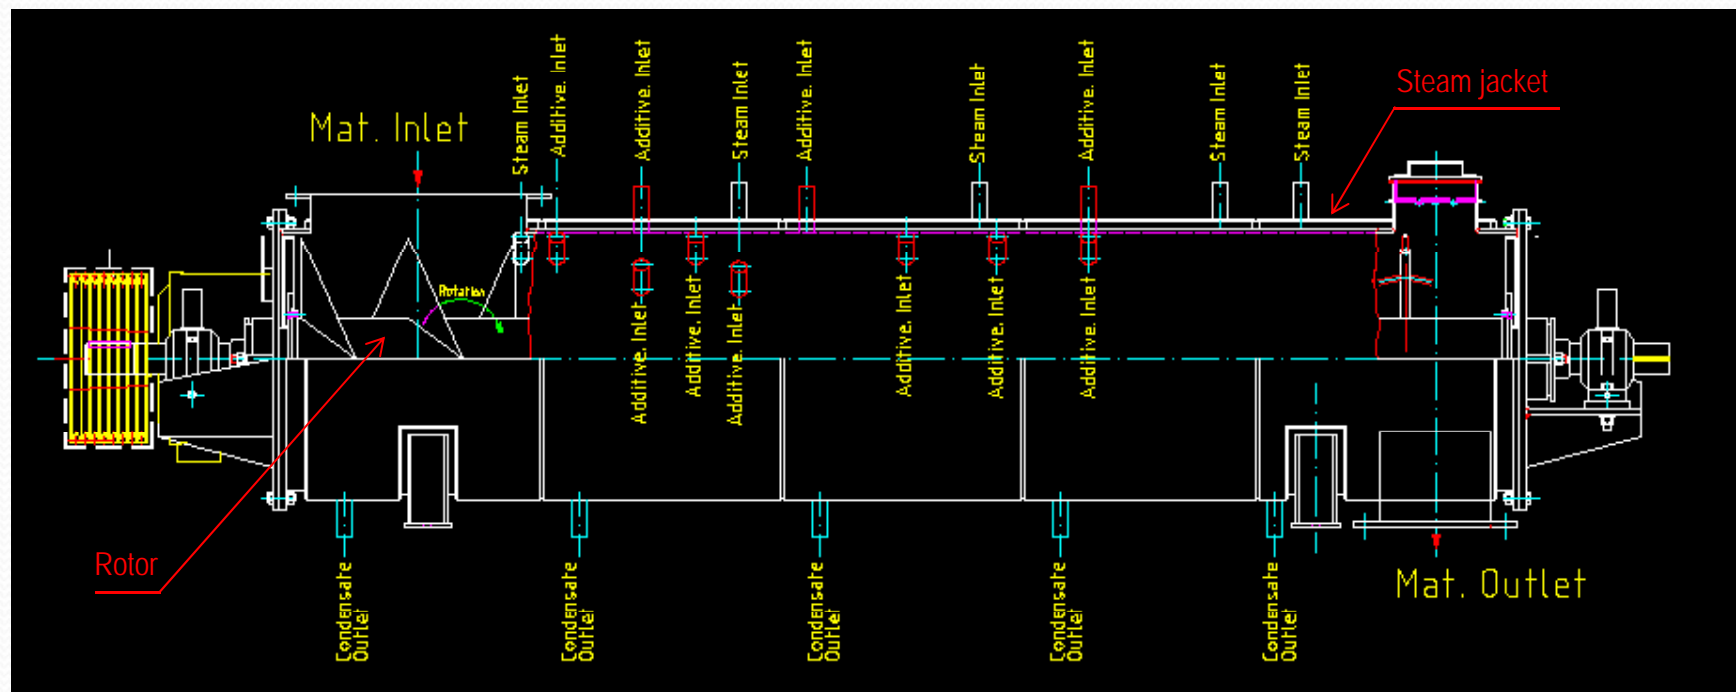 Mat. Inlet
Steam Inlet
Additive. Inlet
Additive. Inlet
Steam Inlet
Additive. Inlet
Steam Inlet
Additive. Inlet
Steam Inlet
Steam Inlet
Steam jacket
Rotation
Additive. Inlet
Additive. Inlet
Additive. Inlet
Additive. Inlet
Additive. Inlet
Additive. Inlet
Rotor
Condensate
Outlet
Condensate
Outlet
Condensate
Outlet
Condensate
Outlet
Condensate
Outlet
Mat. Outlet